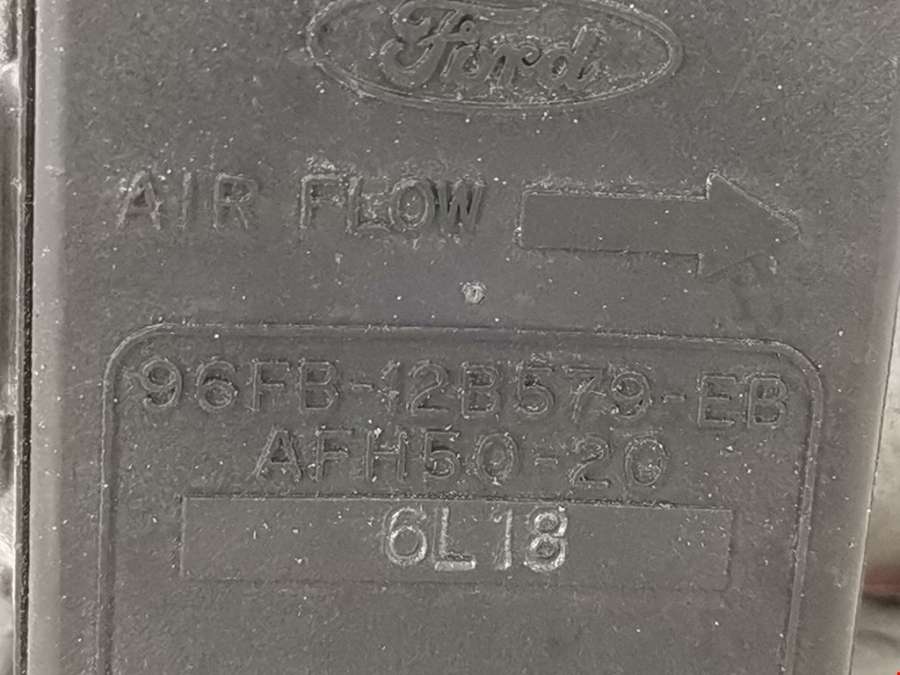 Ford
AIR FLOW
96FB-12B579-EB
AFH50-20
6L18